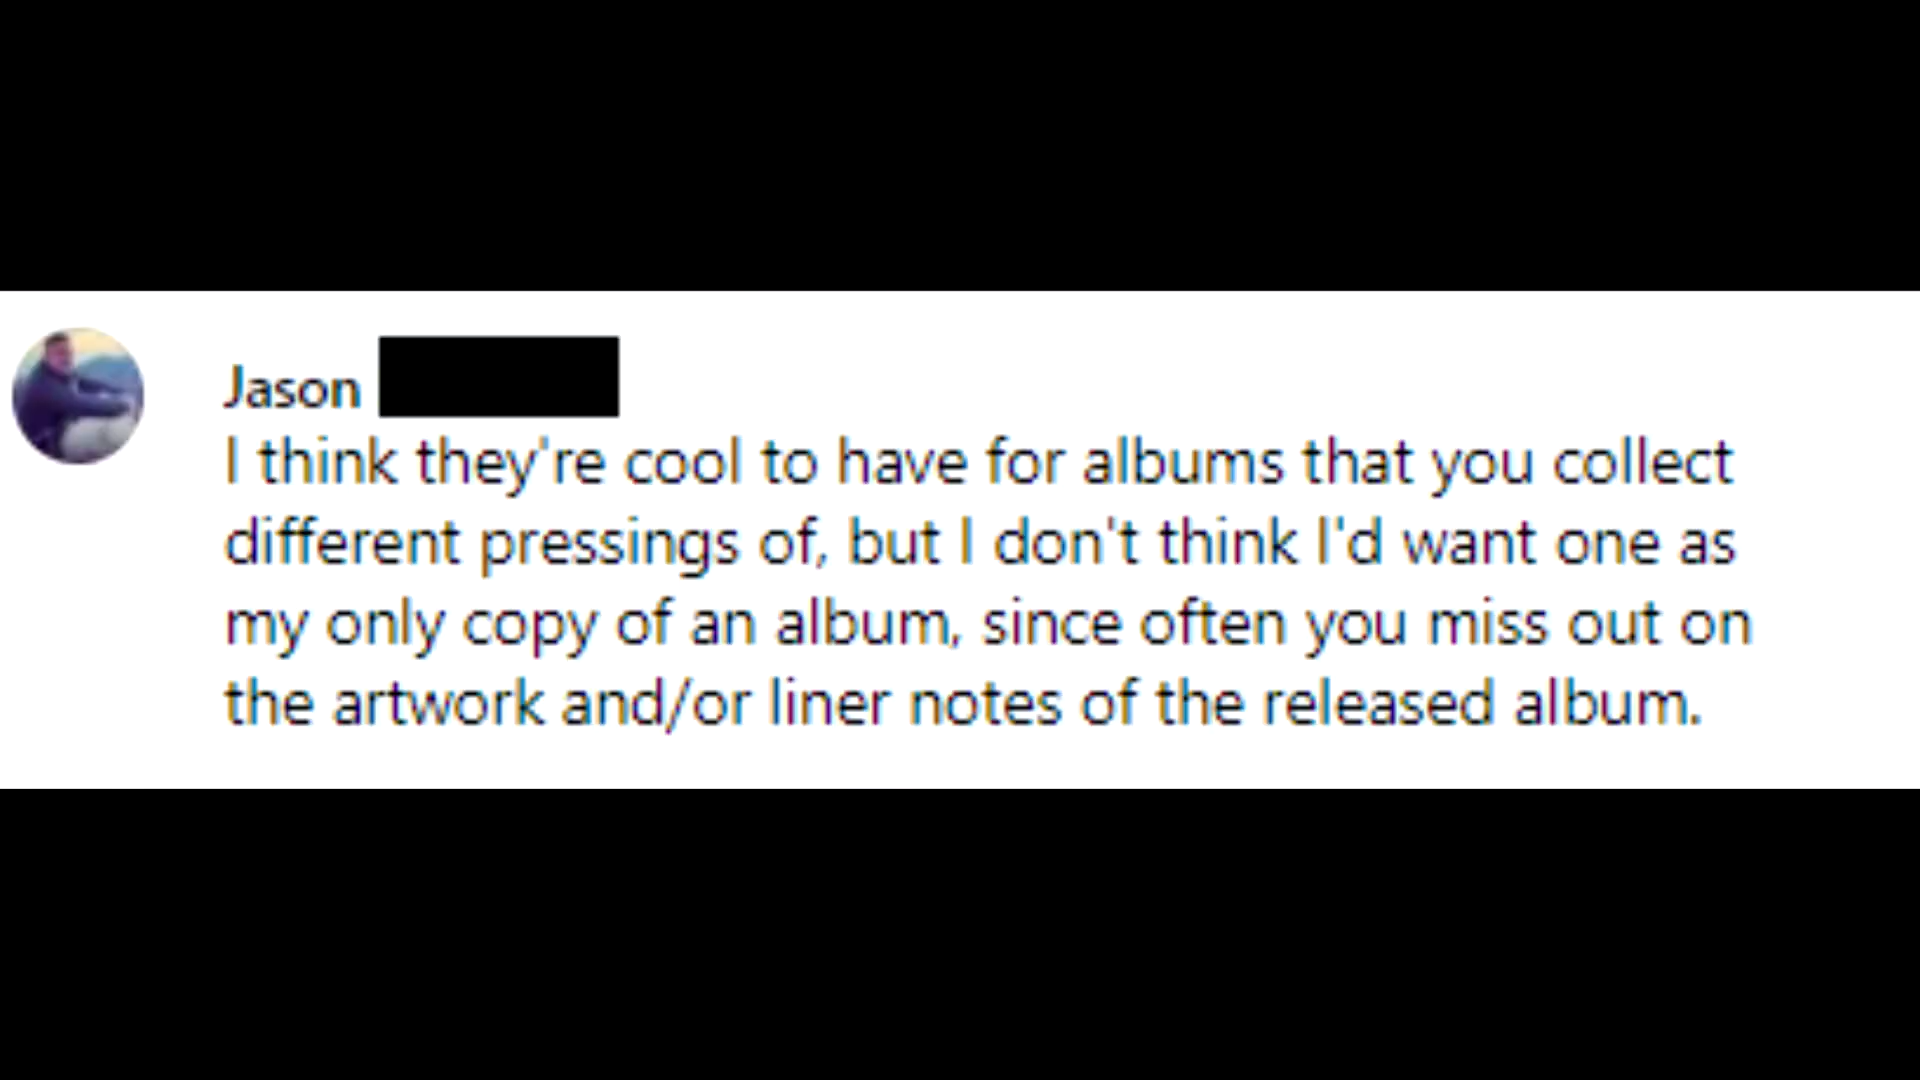 Jason
I think they're cool to have for albums that you collect
different pressings of, but I don't think I'd want one as
my only copy of an album, since often you miss out on
the artwork and/or liner notes of the released album.